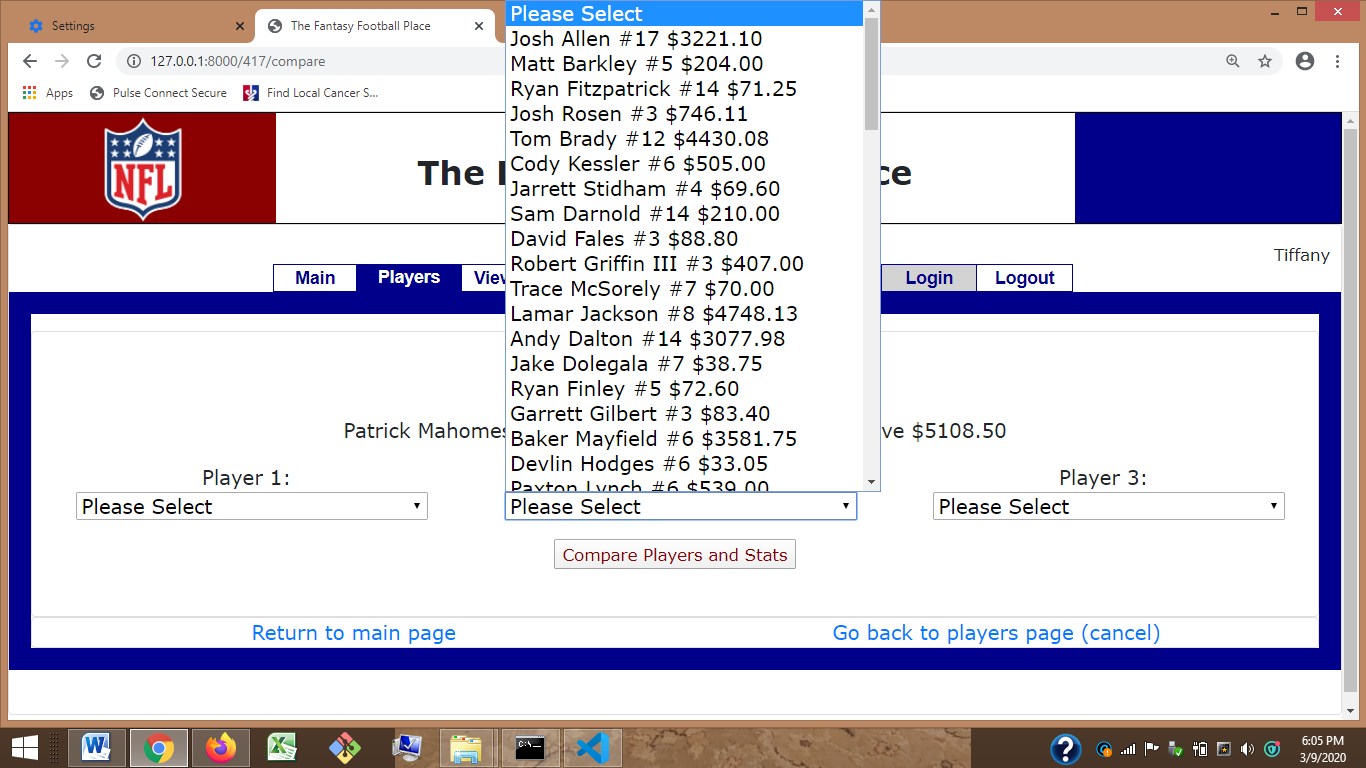 Settings
The Fantasy Football Place
127.0.0.1:8000/417/compare
Apps
Pulse Connect Secure
Find Local Cancer S...
NFL
The
ce
Tiffany
Main
Players
Login
Logout
Patrick Mahomes
ve $5108.50
Player 1:
Please Select
Please Select
Josh Allen #17 $3221.10
Matt Barkley #5 $204.00
Ryan Fitzpatrick #14 $71.25
Josh Rosen #3 $746.11
Tom Brady #12 $4430.08
Cody Kessler #6 $505.00
Jarrett Stidham #4 $69.60
Sam Darnold #14 $210.00
David Fales #3 $88.80
Robert Griffin III #3 $407.00
Trace McSorely #7 $70.00
Lamar Jackson #8 $4748.13
Andy Dalton #14 $3077.98
Jake Dolegala #7 $38.75
Ryan Finley #5 $72.60
Garrett Gilbert #3 $83.40
Baker Mayfield #6 $3581.75
Devlin Hodges #6 $33.05
Paxton Lynch #6 $539.00
Please Select
Player 3:
Please Select
Compare Players and Stats
Return to main page
Go back to players page (cancel)
6:05 PM
3/9/2020